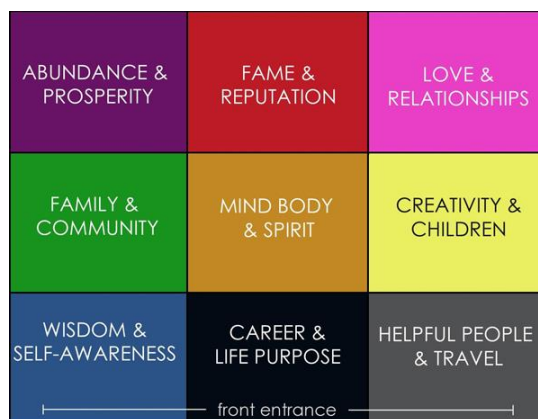 ABUNDANCE &
PROSPERITY
FAME &
REPUTATION
LOVE &
RELATIONSHIPS
FAMILY &
COMMUNITY
MIND BODY
& SPIRIT
CREATIVITY &
CHILDREN
WISDOM &
SELF-AWARENESS
CAREER &
LIFE PURPOSE
HELPFUL PEOPLE
& TRAVEL
front entrance